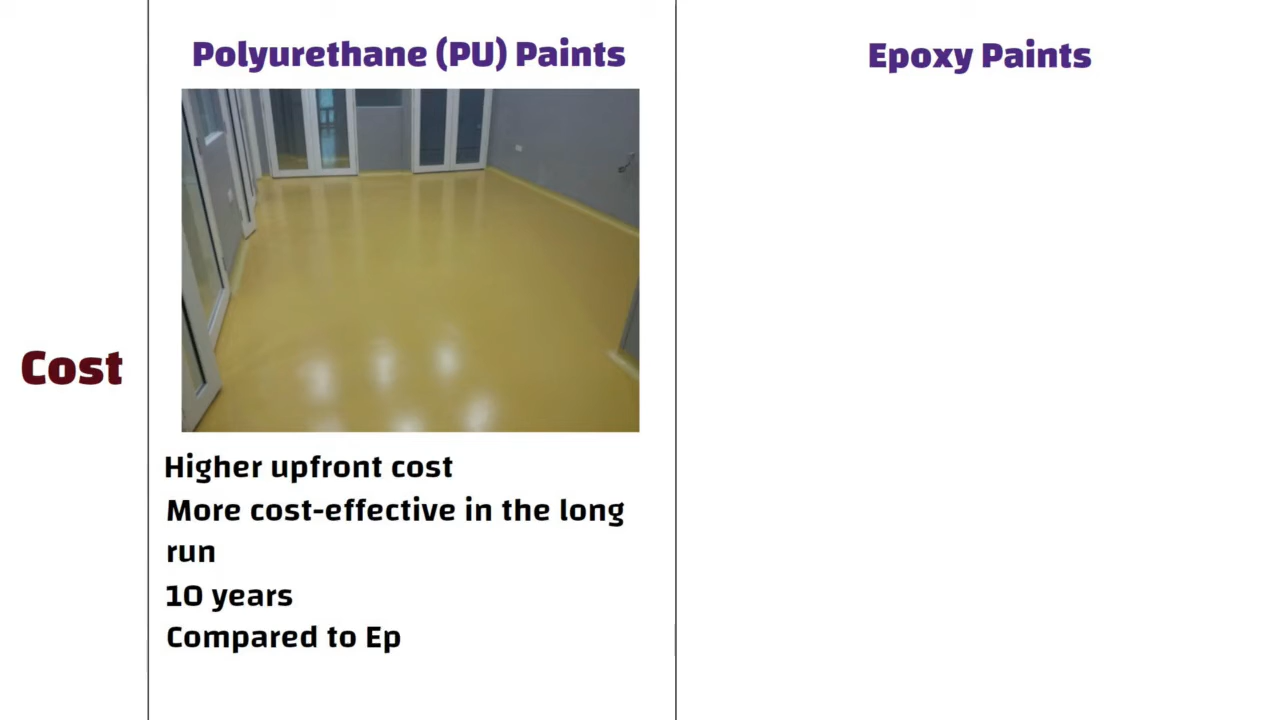 Polyurethane (PU) Paints
Epoxy Paints
Cost
Higher upfront cost
More cost-effective in the long
run
10 years
Compared to Ep